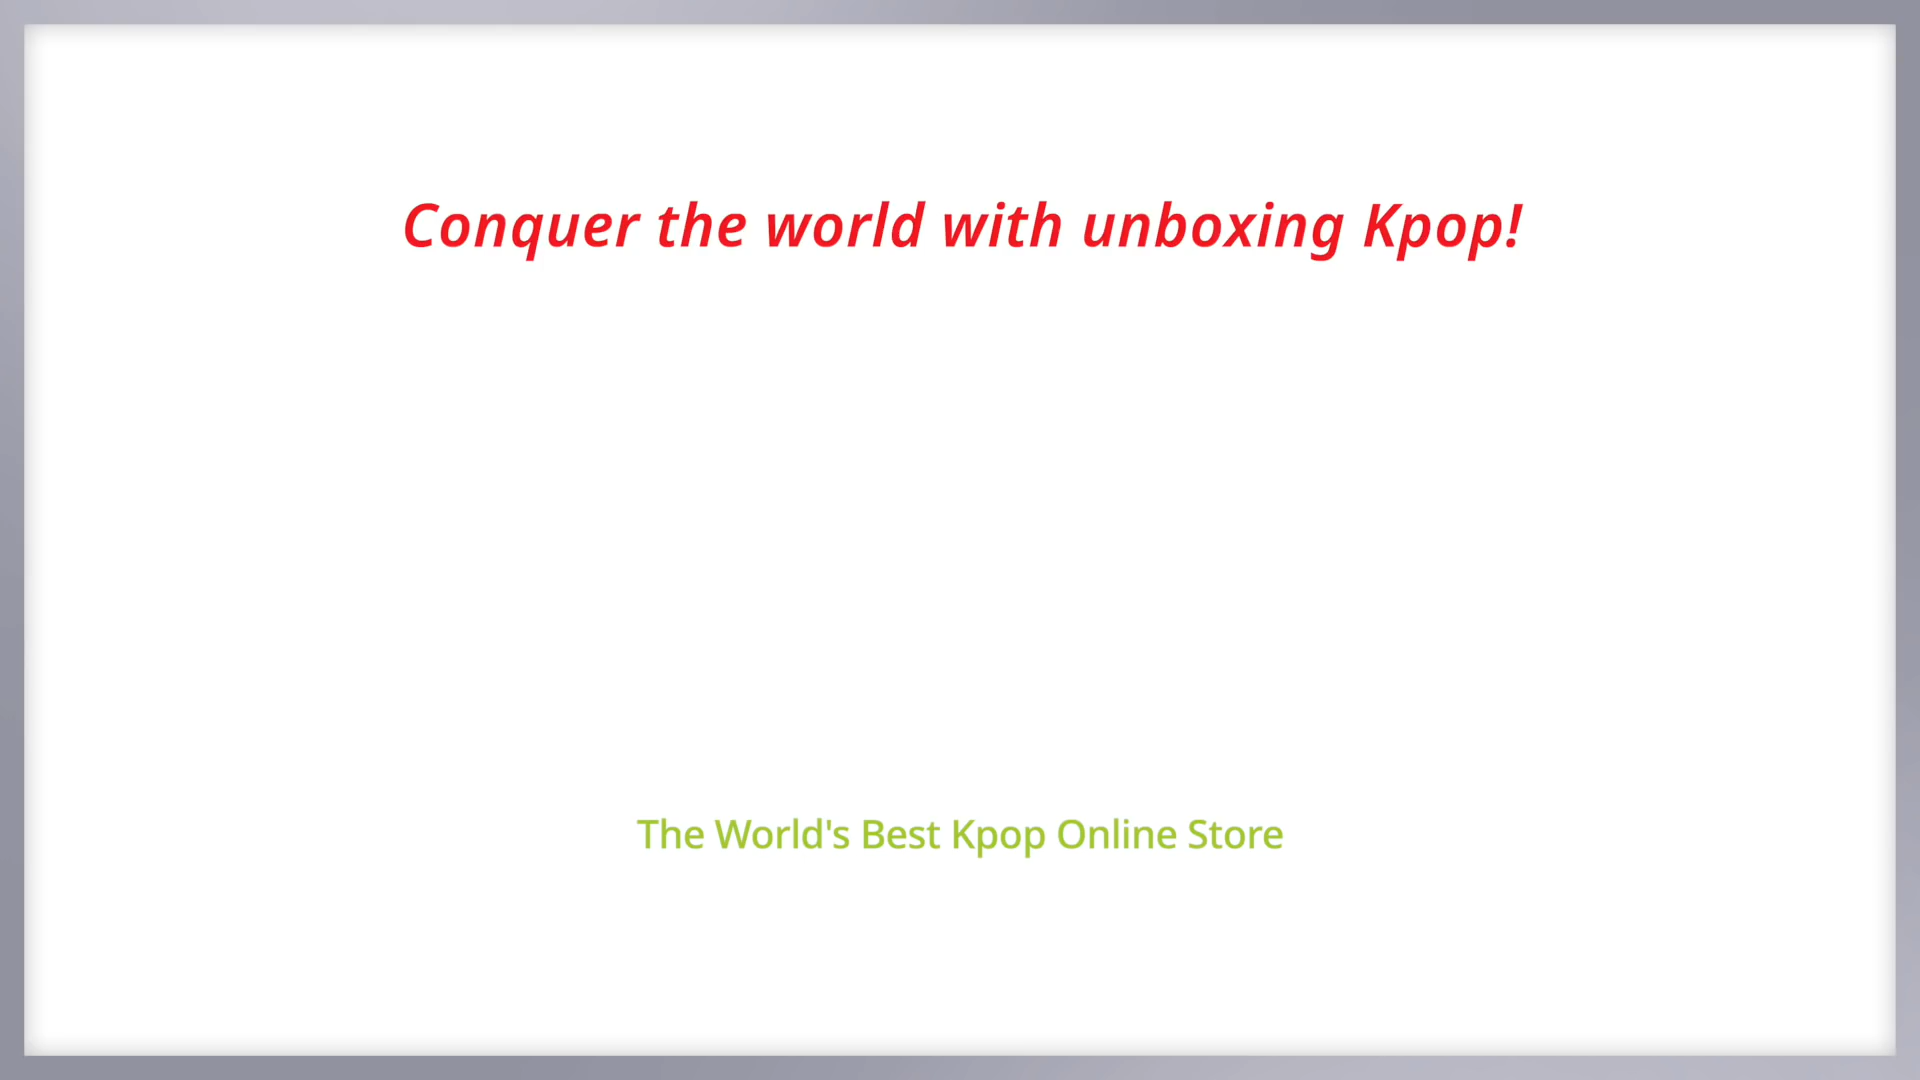 Conquer the world with unboxing Kpop!
The World's Best Kpop Online Store